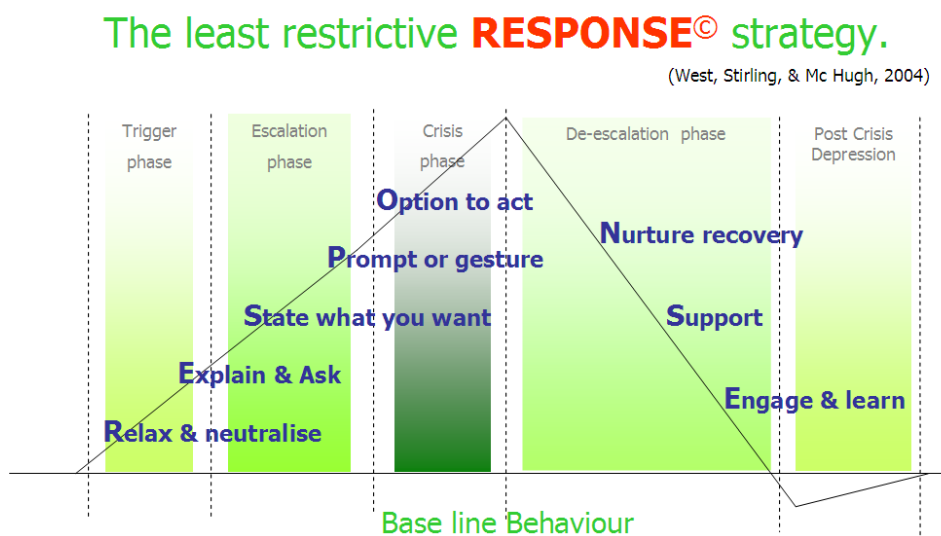 The least restrictive RESPONSE© strategy.
(West, Stirling, & Mc Hugh, 2004)
Trigger
phase
Escalation
phase
Crisis
phase
De-escalation phase
Post Crisis
Depression
Option to act
Prompt or gesture
State what you want
Explain & Ask
Relax & neutralise
Nurture recovery
Support
Engage & learn
Base line Behaviour